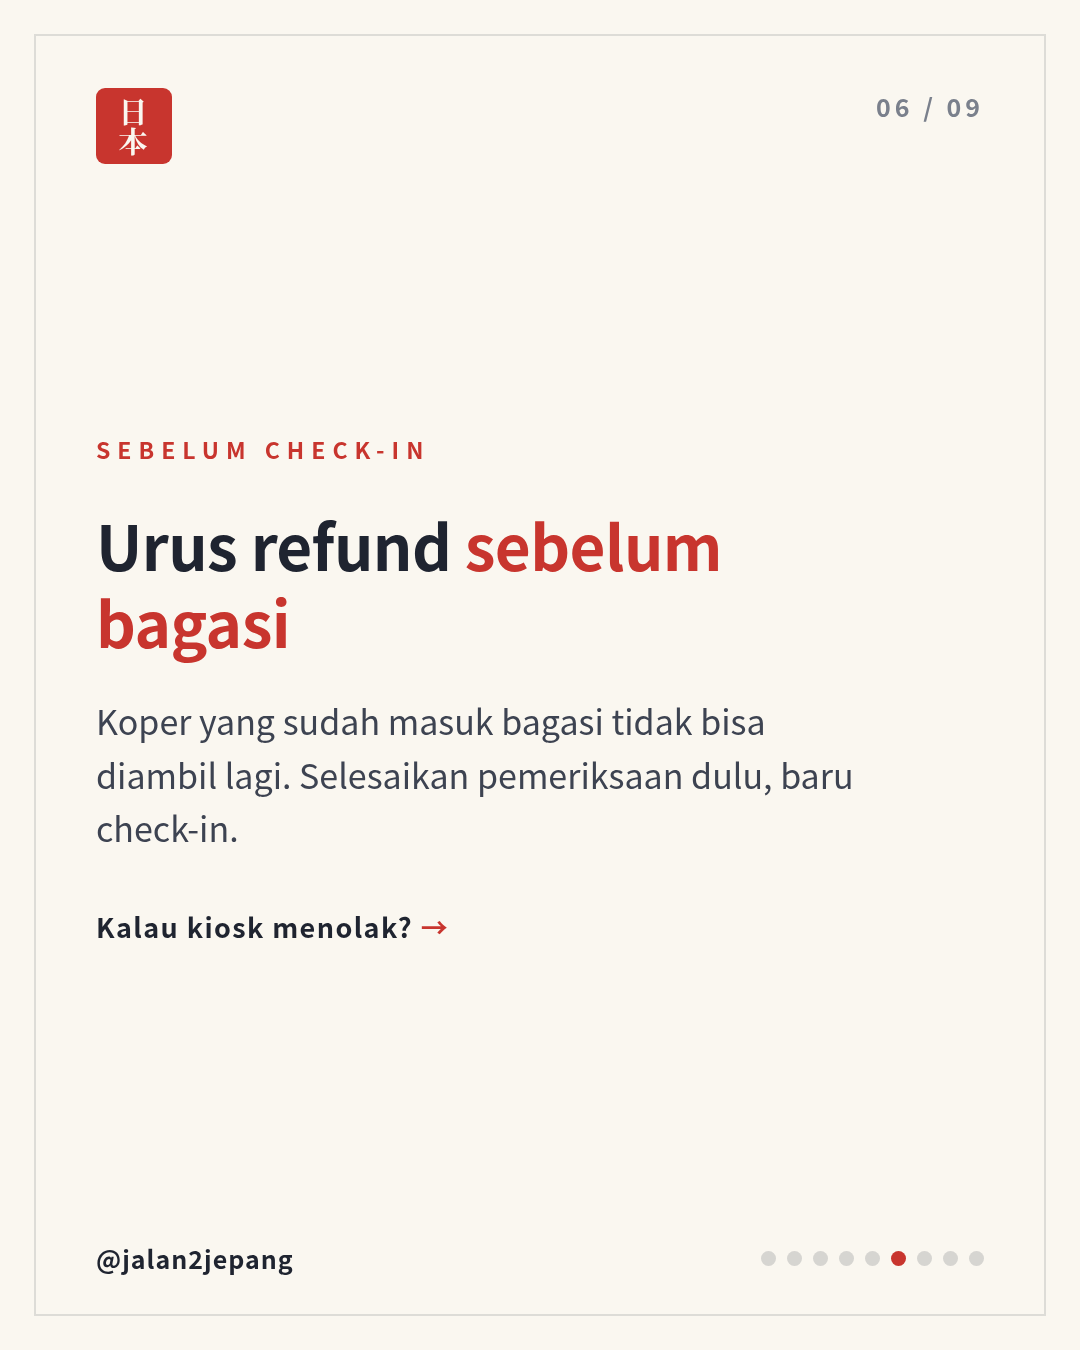 日本
06 / 09
SEBELUM CHECK-IN
Urus refund sebelum
bagasi
Koper yang sudah masuk bagasi tidak bisa
diambil lagi. Selesaikan pemeriksaan dulu, baru
check-in.
Kalau kiosk menolak? →
@jalan2jepang